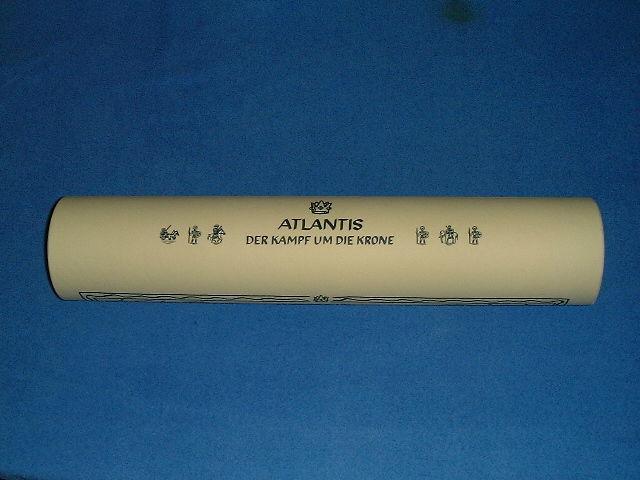 ATLANTIS
DER KAMPF UM DIE KRONE